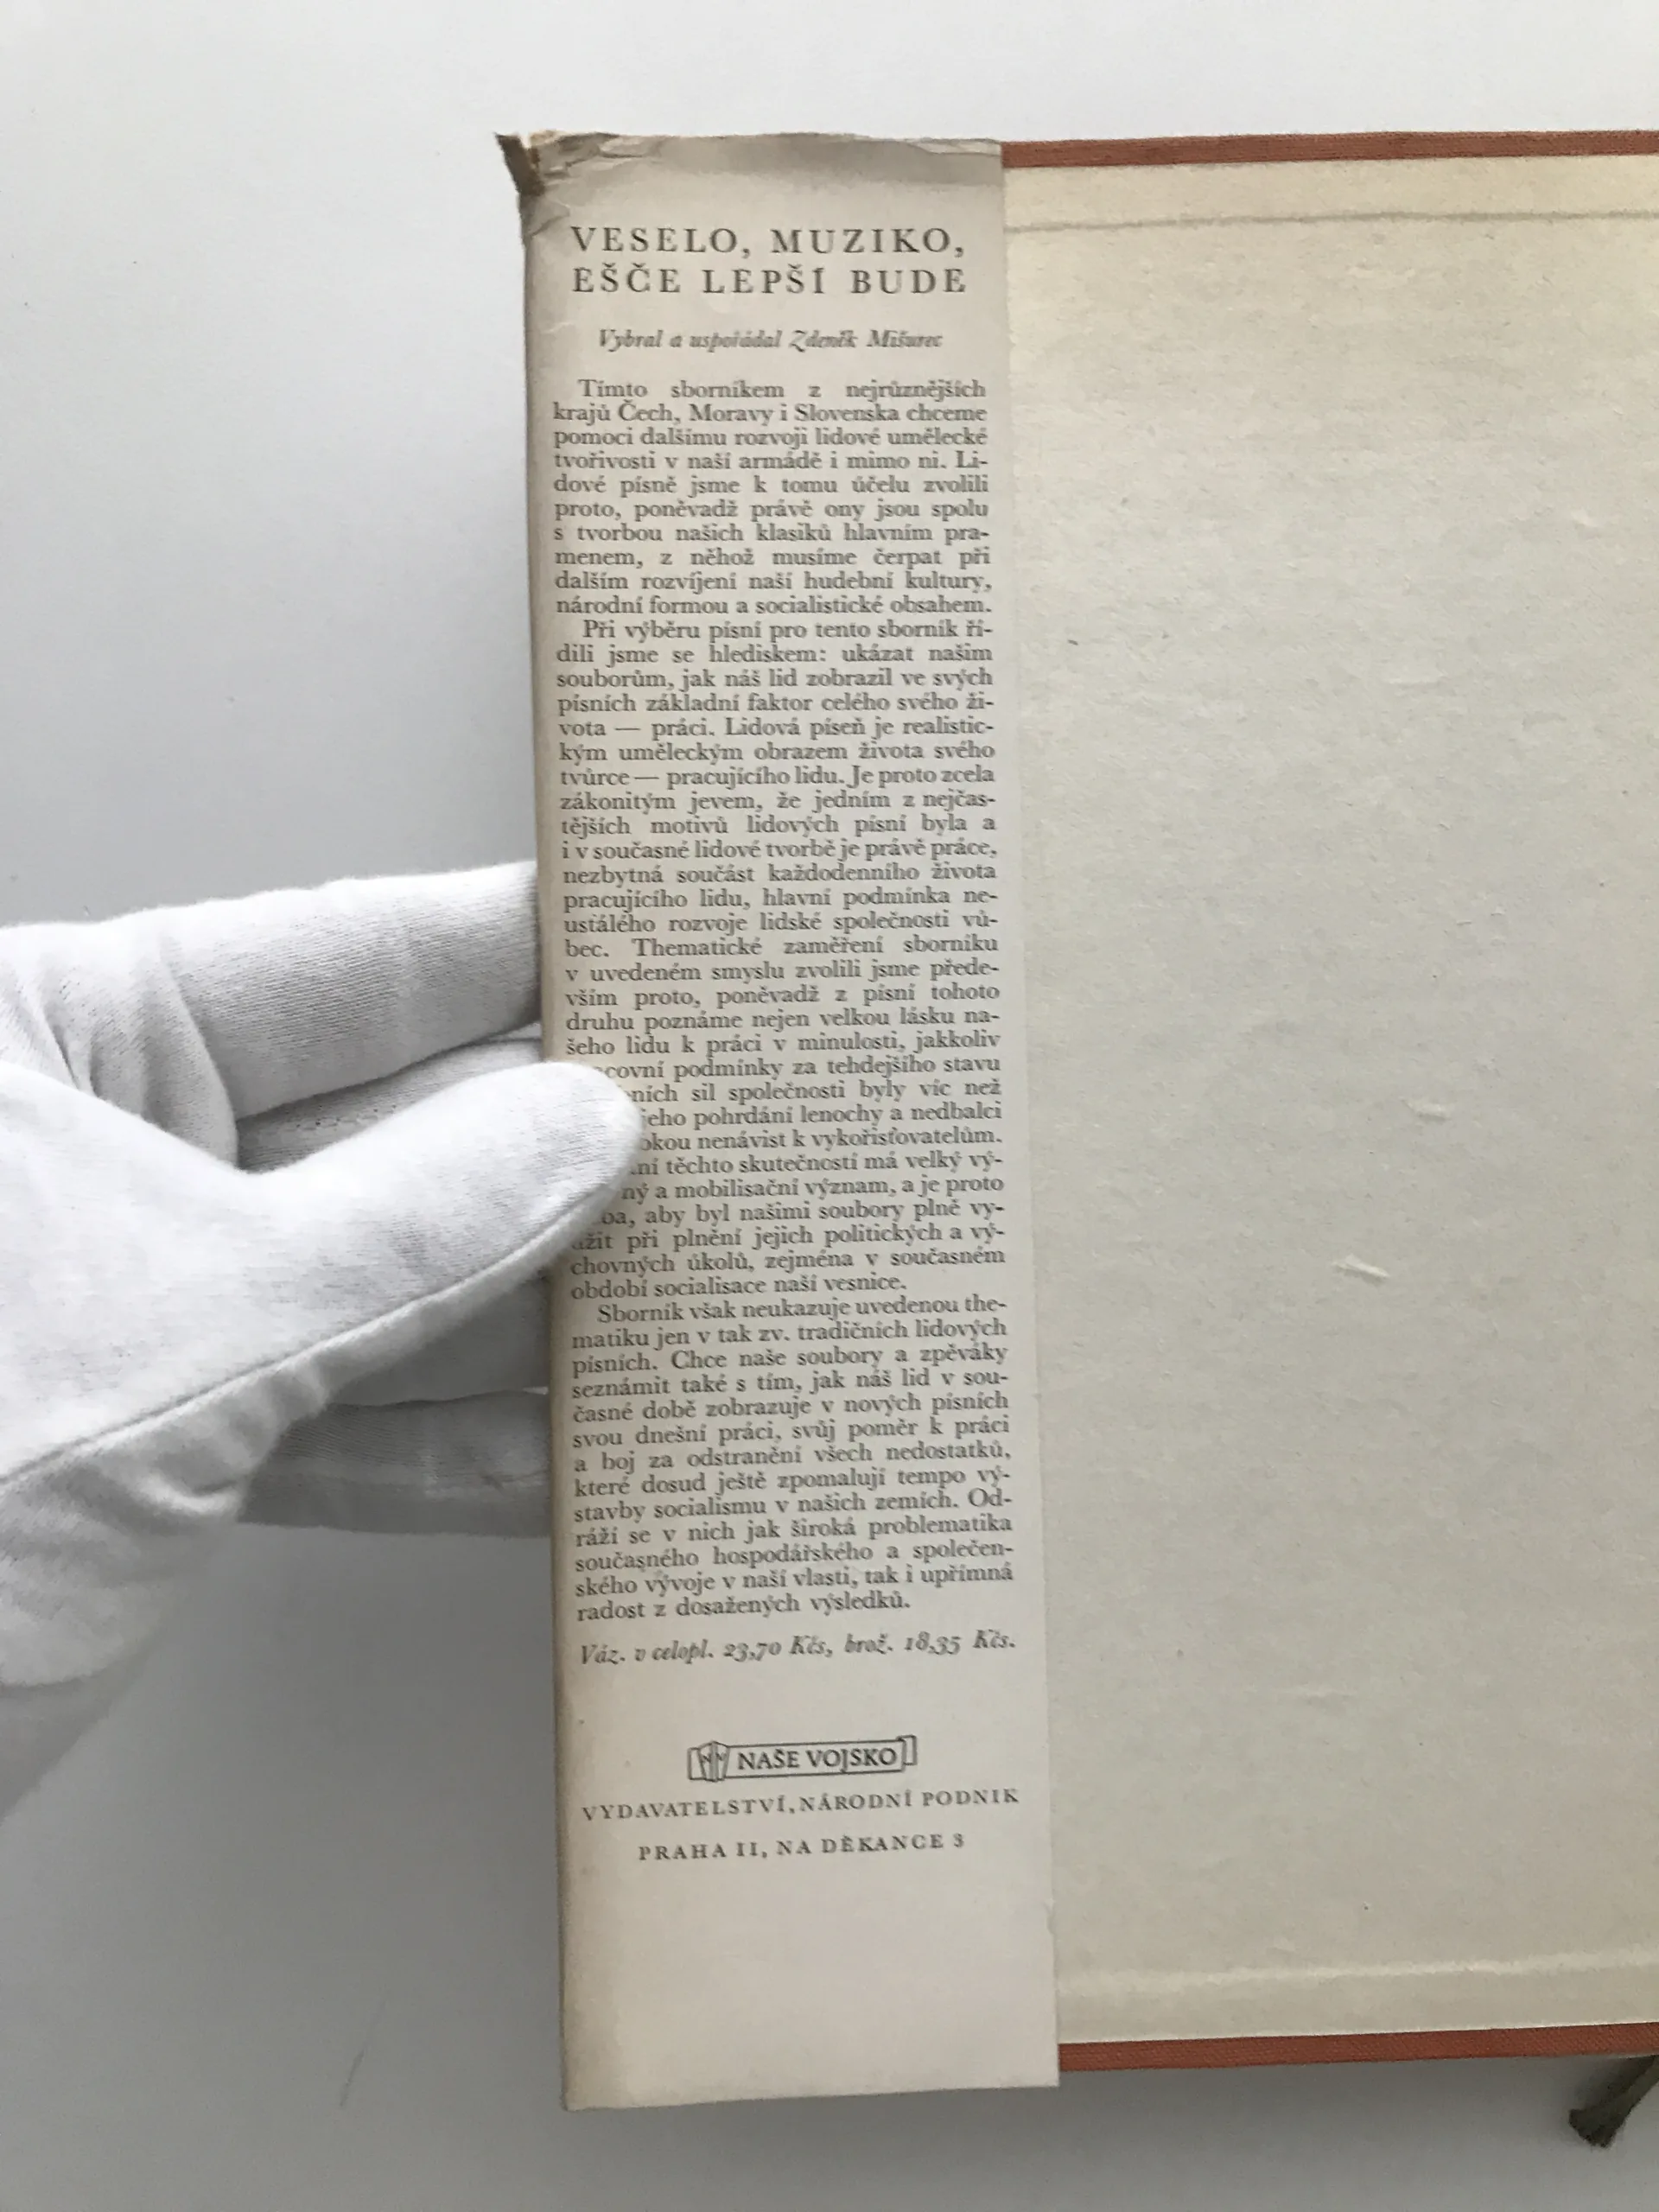 VESELO, MUZIKO,
EŠČE LEPŠÍ BUDE
Vybral a uspořádal Zdeněk Mišurec
Tímto sborníkem z nejrůznějších
krajů Čech, Moravy i Slovenska chceme
pomoci dalšímu rozvoji lidové umělecké
tvořivosti v naší armádě i mimo ni. Li-
dové písně jsme k tomu účelu zvolili
proto, poněvadž právě ony jsou spolu
s tvorbou našich klasiků hlavním pra-
menem, z něhož musíme čerpat při
dalším rozvíjení naší hudební kultury,
národní formou a socialistické obsahem.
Při výběru písní pro tento sborník ří-
dili jsme se hlediskem: ukázat našim
souborům, jak náš lid zobrazil ve svých
písních základní faktor celého svého ži-
vota — práci. Lidová píseň je realistic-
kým uměleckým obrazem života svého
tvůrce — pracujícího lidu. Je proto zcela
zákonitým jevem, že jedním z nejčas-
tějších motivů lidových písní byla a
i v současné lidové tvorbě je právě práce,
nezbytná součást každodenního života
pracujícího lidu, hlavní podmínka ne-
ustálého rozvoje lidské společnosti vů-
bec. Thematické zaměření sborníku
v uvedeném smyslu zvolili jsme přede-
vším proto, poněvadž z písní tohoto
druhu poznáme nejen velkou lásku na-
šeho lidu k práci v minulosti, jakkoliv
podmínky za tehdejšího stavu
sil společnosti byly víc než
jeho pohrdání lenochy a nedbalci
nenávist k vykořisťovatelům.
těchto skutečností má velký vý-
a mobilisační význam, a je proto
aby byl našimi soubory plně vy-
užit při plnění jejich politických a vý-
chovných úkolů, zejména v současném
období socialisace naší vesnice.
Sborník však neukazuje uvedenou the-
matiku jen v tak zv. tradičních lidových
písních. Chce naše soubory a zpěváky
seznámit také s tím, jak náš lid v sou-
časné době zobrazuje v nových písních
svou dnešní práci, svůj poměr k práci
a boj za odstranění všech nedostatků,
které dosud ještě zpomalují tempo vý-
stavby socialismu v našich zemích. Od-
ráží se v nich jak široká problematika
současného hospodářského a společen-
ského vývoje v naší vlasti, tak i upřímná
radost z dosažených výsledků.
Váz. v celopl. 23,70 Kčs, brož. 18,35 Kčs.
NAŠE VOJSKO
VYDAVATELSTVÍ, NÁRODNÍ PODNIK
PRAHA II, NA DĚKANCE 3